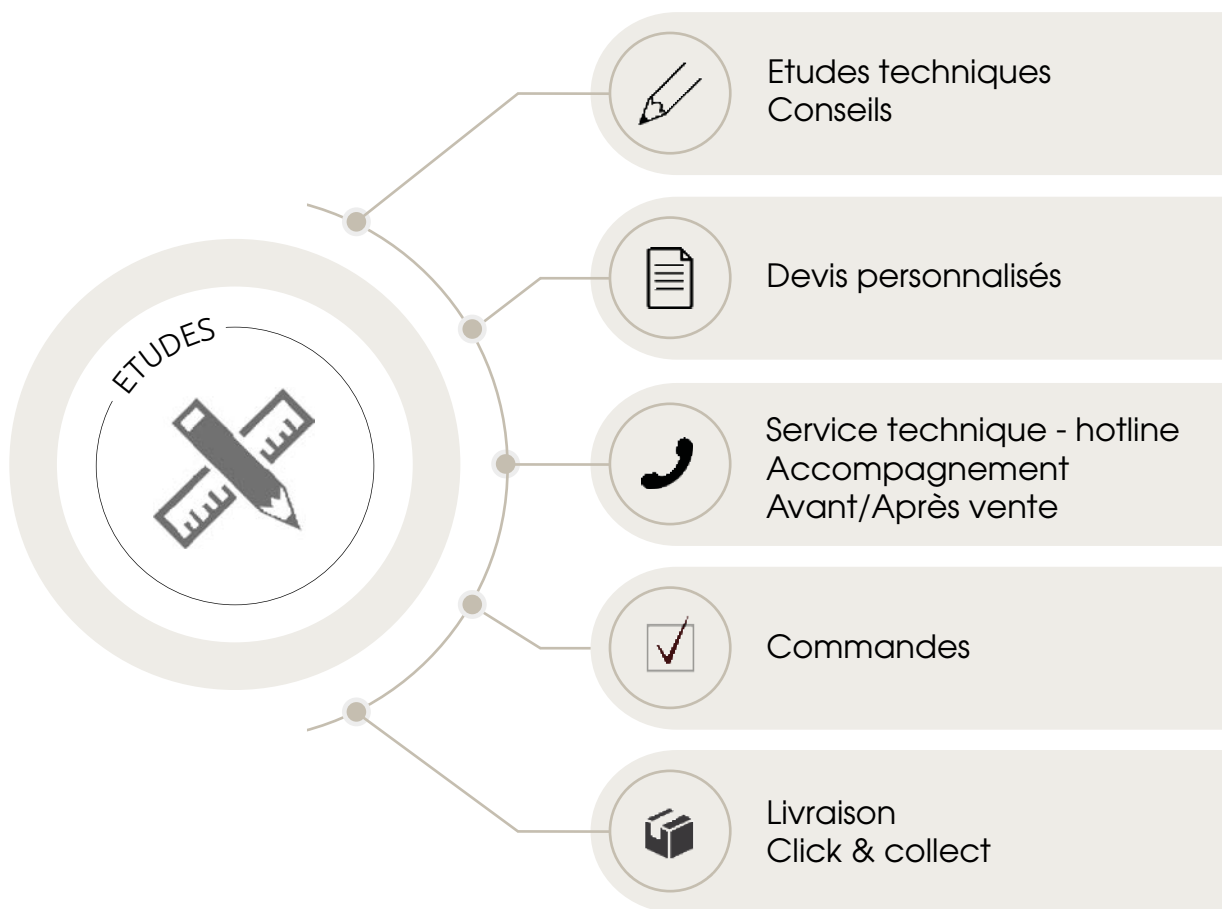 ETUDES
Etudes techniques
Conseils
Devis personnalisés
Service technique - hotline
Accompagnement
Avant/Après vente
Commandes
Livraison
Click & collect